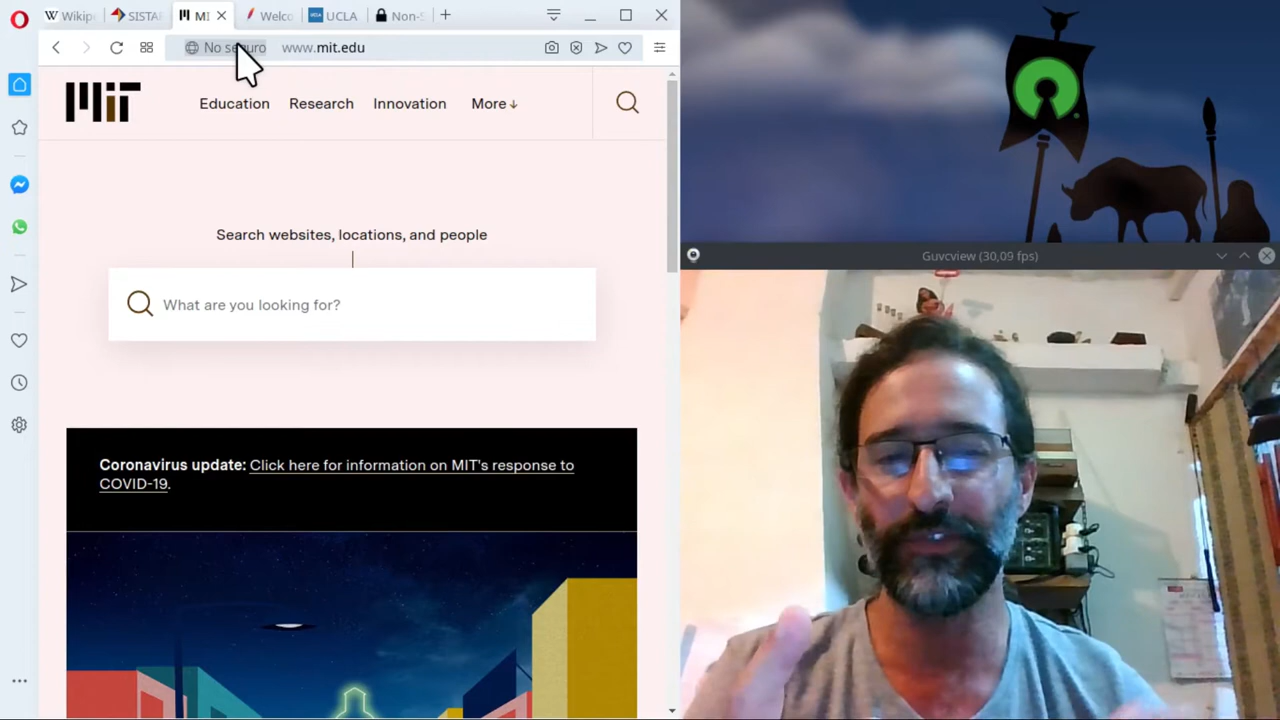 Wikip
SISTA
MI
Welco
UCLA
Non-S
No seguro
www.mit.edu
MIT
Education
Research
Innovation
More
Search websites, locations, and people
What are you looking for?
Coronavirus update: Click here for information on MIT's response to
COVID-19.
Guvcview (30,09 fps)